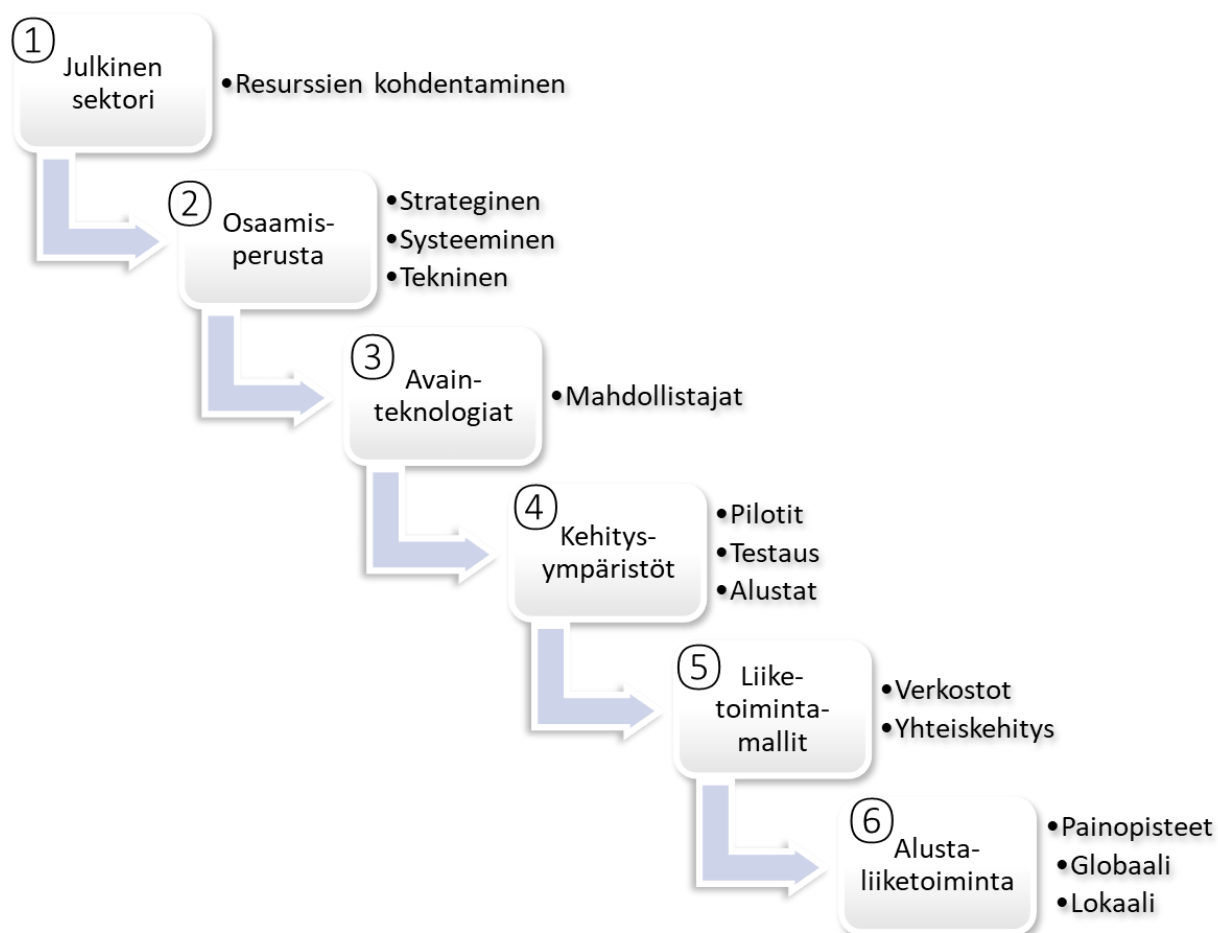 1
Julkinen
sektori
•Resurssien kohdentaminen
2
Osaamis-
perusta
•Strateginen
•Systeeminen
•Tekninen
3
Avain-
teknologiat
•Mahdollistajat
4
Kehitys-
ympäristöt
•Pilotit
•Testaus
•Alustat
5
Liike-
toiminta-
mallit
•Verkostot
•Yhteiskehitys
6
Alusta-
liiketoiminta
•Painopisteet
•Globaali
•Lokaali